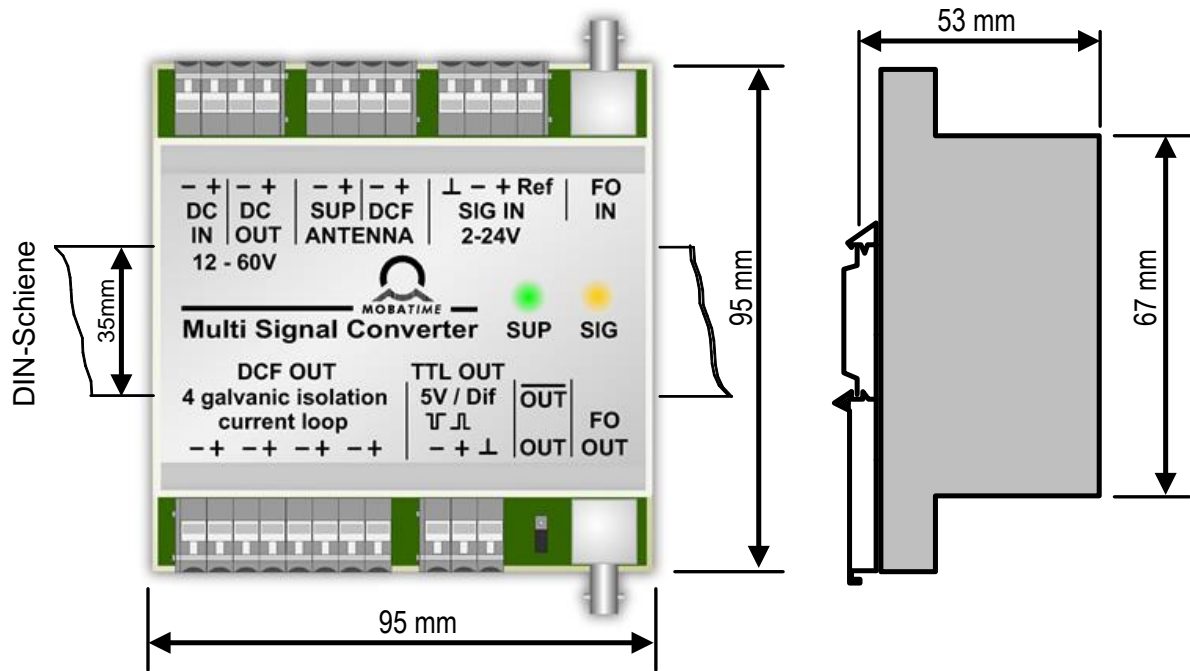 53 mm
− + − + − + − + ⊥ − + Ref FO
DC DC SUP DCF SIG IN IN
IN OUT ANTENNA 2-24V
12 - 60V
DIN-Schiene
35mm
MOBATIME
Multi Signal Converter SUP SIG
95 mm
67 mm
DCF OUT TTL OUT
4 galvanic isolation 5V / Dif O̅U̅T̅
current loop FO
− + − + − + − + − + ⊥ OUT OUT
95 mm